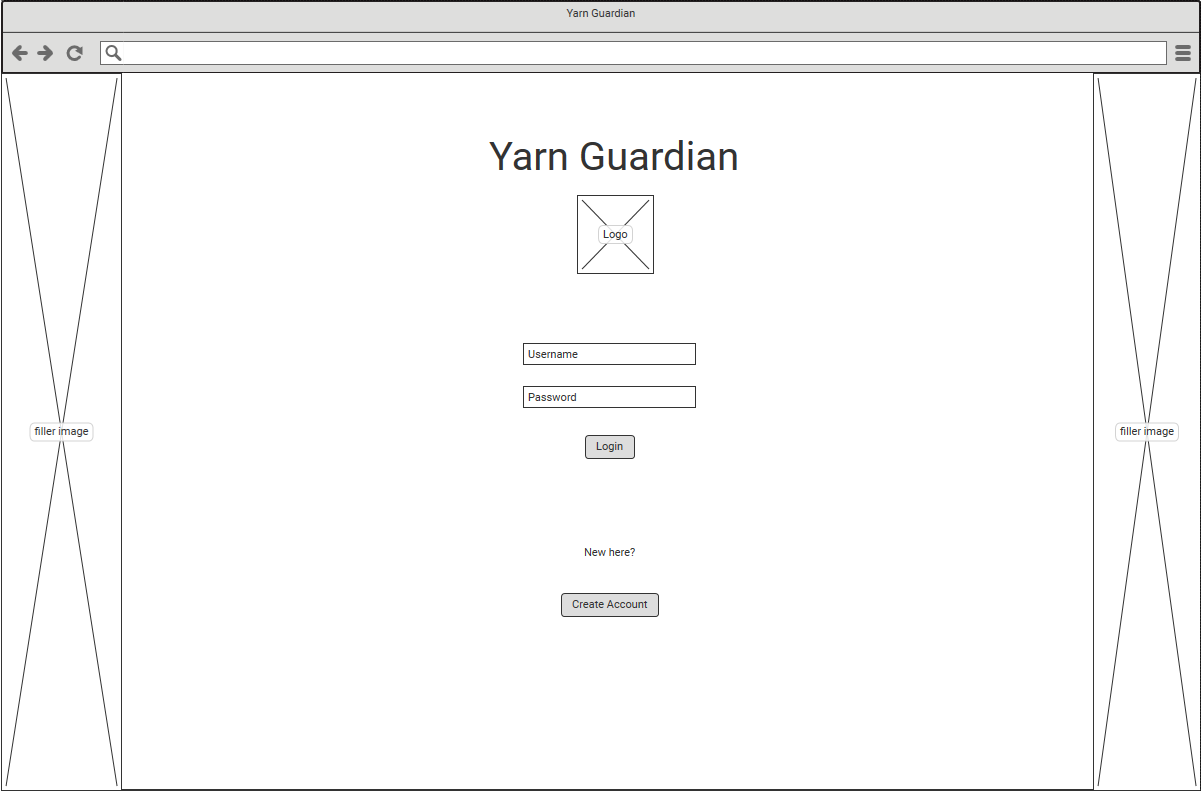 Yarn Guardian
Yarn Guardian
Logo
Username
Password
filler image
filler image
Login
New here?
Create Account